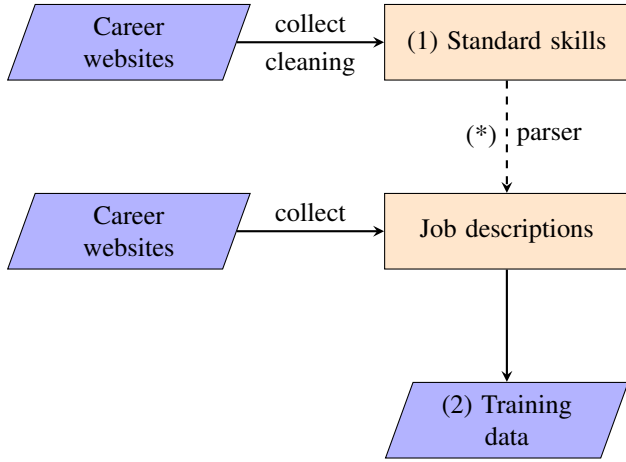 Career
websites
collect
cleaning
(1) Standard skills
(*) parser
Career
websites
collect
Job descriptions
(2) Training
data